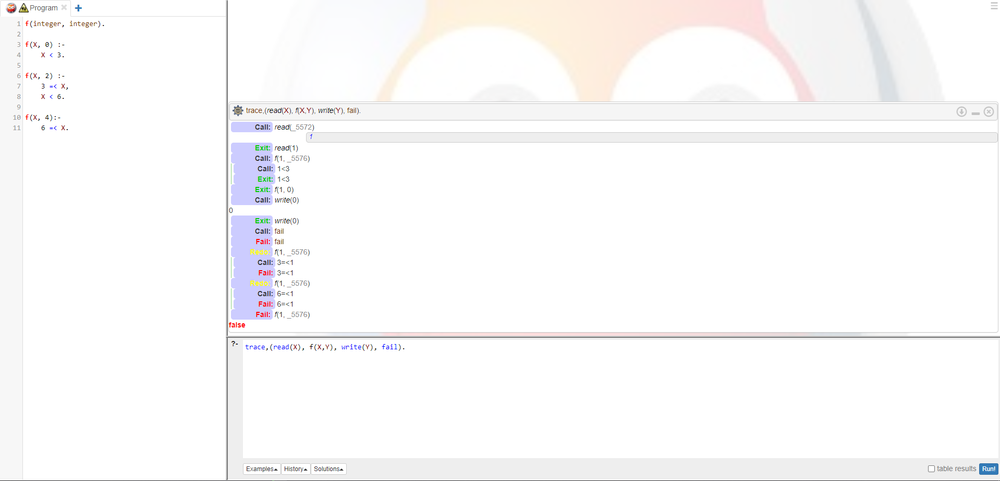 Program
1 f(integer, integer).
2
3 f(X, 0) :-
4 X < 3.
5
6 f(X, 2) :-
7 3 =< X,
8 X < 6.
9
10 f(X, 4):-
11 6 =< X.
trace,(read(X), f(X,Y), write(Y), fail).
Call: read(_5572)
1
Exit: read(1)
Call: f(1, _5576)
Call: 1<3
Exit: 1<3
Exit: f(1, 0)
Call: write(0)
0
Exit: write(0)
Call: fail
Fail: fail
Redo: f(1, _5576)
Call: 3=<1
Fail: 3=<1
Redo: f(1, _5576)
Call: 6=<1
Fail: 6=<1
Fail: f(1, _5576)
false
?- trace,(read(X), f(X,Y), write(Y), fail).
Examples History Solutions table results Run!